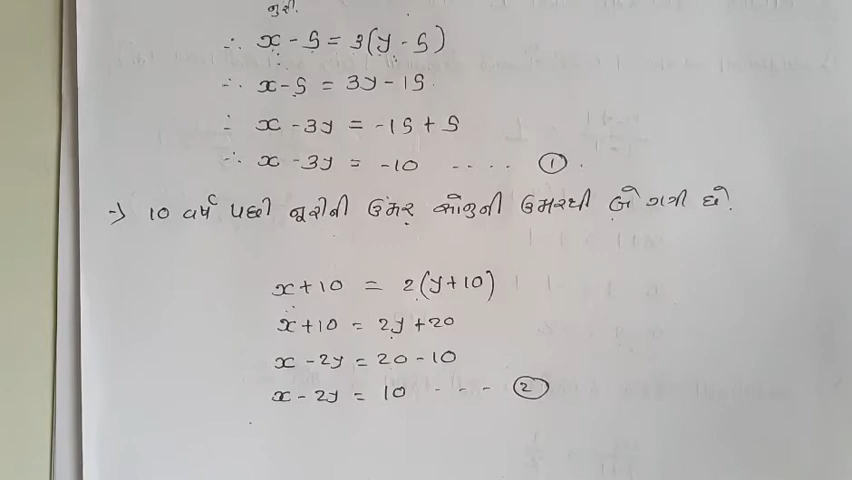 નુરી.
∴ x - 5 = 3(y - 5)
∴ x - 5 = 3y - 15
∴ x - 3y = -15 + 5
∴ x - 3y = -10 .... ①.
→ 10 વર્ષ પછી નૂરીની ઉંમર સોનુની ઉંમરથી બે ગણી છે.
x + 10 = 2(y + 10)
x + 10 = 2y + 20
x - 2y = 20 - 10
x - 2y = 10 - - - ②